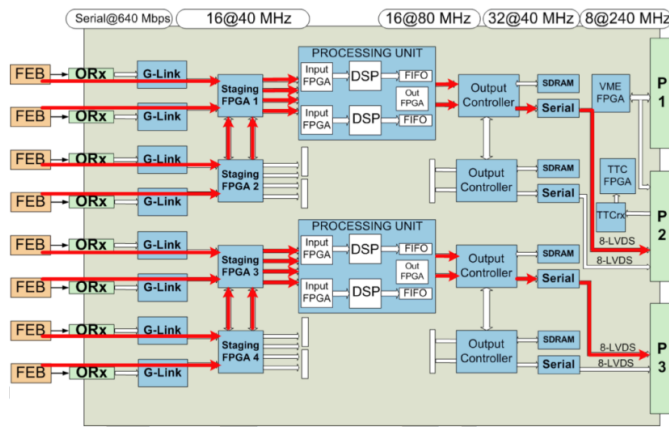 Serial@640 Mbps
16@40 MHz
16@80 MHz
32@40 MHz
8@240 MHz
FEB
ORx
G-Link
FEB
ORx
G-Link
FEB
ORx
G-Link
FEB
ORx
G-Link
FEB
ORx
G-Link
FEB
ORx
G-Link
FEB
ORx
G-Link
FEB
ORx
G-Link
Staging
FPGA 1
Staging
FPGA 2
Staging
FPGA 3
Staging
FPGA 4
PROCESSING UNIT
Input
FPGA
DSP
FIFO
Out
FPGA
Input
FPGA
DSP
FIFO
PROCESSING UNIT
Input
FPGA
DSP
FIFO
Out
FPGA
Input
FPGA
DSP
FIFO
Output
Controller
SDRAM
Serial
Output
Controller
SDRAM
Serial
Output
Controller
SDRAM
Serial
Output
Controller
SDRAM
Serial
VME
FPGA
TTC
FPGA
TTCrx
8-LVDS
8-LVDS
8-LVDS
8-LVDS
P
1
P
2
P
3